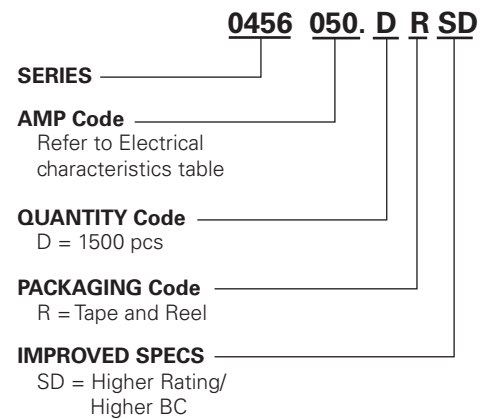 0456 050. D R SD
SERIES
AMP Code
Refer to Electrical
characteristics table
QUANTITY Code
D = 1500 pcs
PACKAGING Code
R = Tape and Reel
IMPROVED SPECS
SD = Higher Rating/
Higher BC